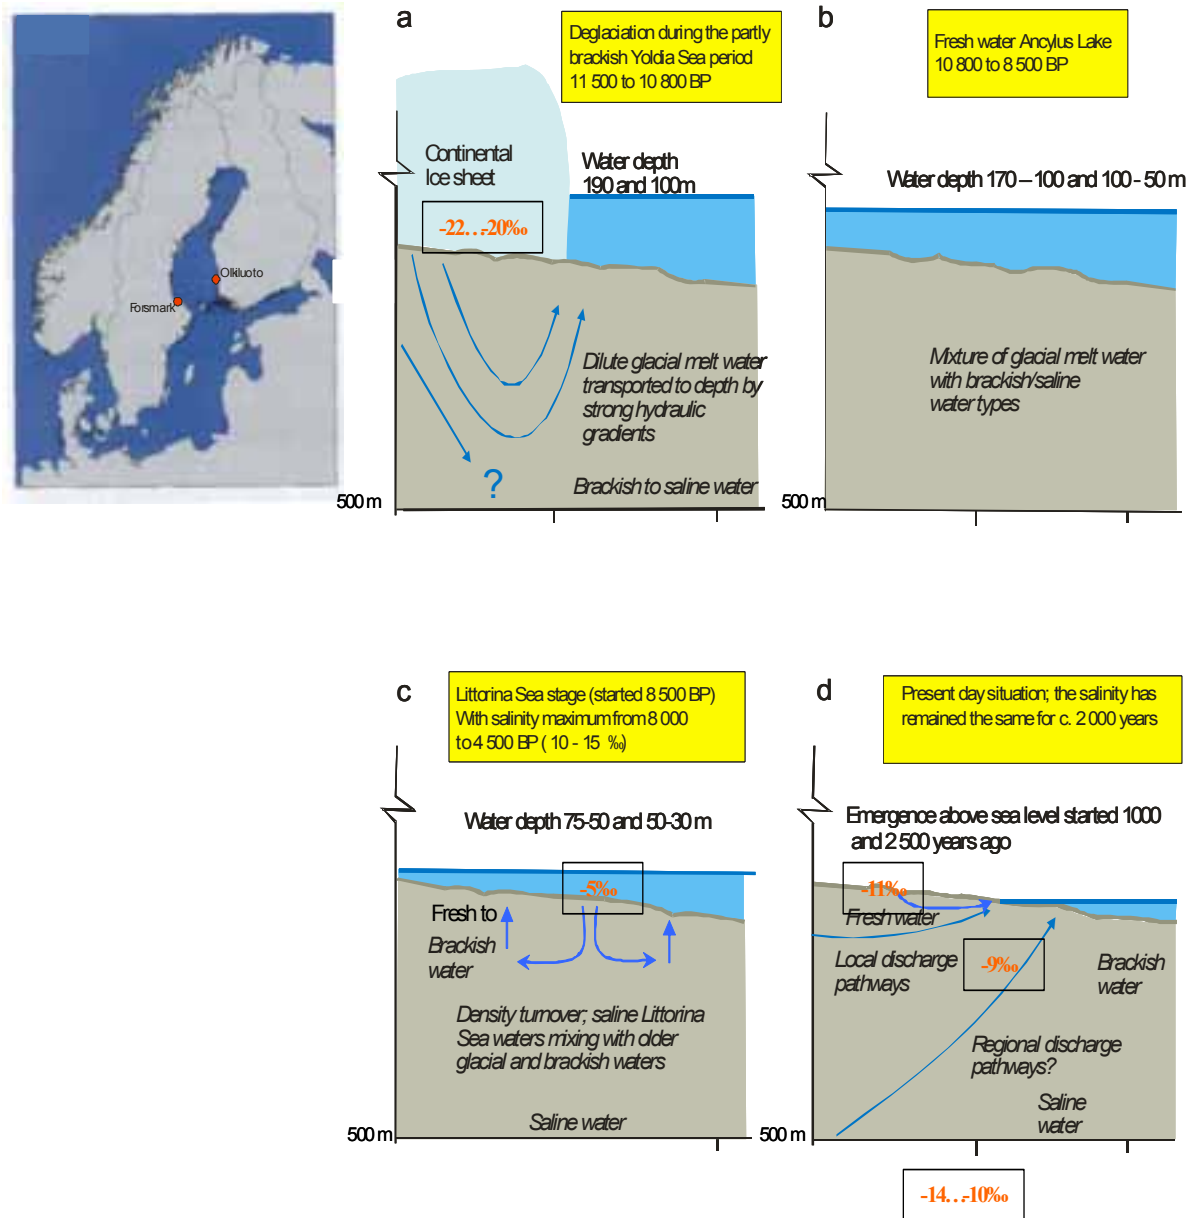 Olkiluoto
Forsmark
a
Deglaciation during the partly
brackish Yoldia Sea period
11 500 to 10 800 BP
Continental
Ice sheet
Water depth
190 and 100m
-22…-20‰
Dilute glacial melt water
transported to depth by
strong hydraulic
gradients
?
Brackish to saline water
500 m
b
Fresh water Ancylus Lake
10 800 to 8 500 BP
Water depth 170 – 100 and 100 - 50 m
Mixture of glacial melt water
with brackish/saline
water types
500 m
c
Littorina Sea stage (started 8 500 BP)
With salinity maximum from 8 000
to 4 500 BP ( 10 - 15 ‰)
Water depth 75-50 and 50-30 m
-5‰
Fresh to
Brackish
water
Density turnover; saline Littorina
Sea waters mixing with older
glacial and brackish waters
Saline water
500 m
d
Present day situation; the salinity has
remained the same for c. 2 000 years
Emergence above sea level started 1000
and 2 500 years ago
-11‰
Fresh water
Local discharge
pathways
-9‰
Brackish
water
Regional discharge
pathways?
Saline
water
500 m
-14…-10‰